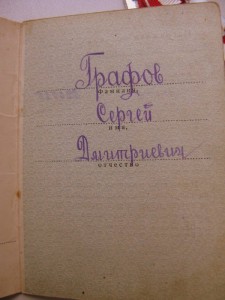 Графов
фамилия
Сергей
имя
Дмитриевич
отчество